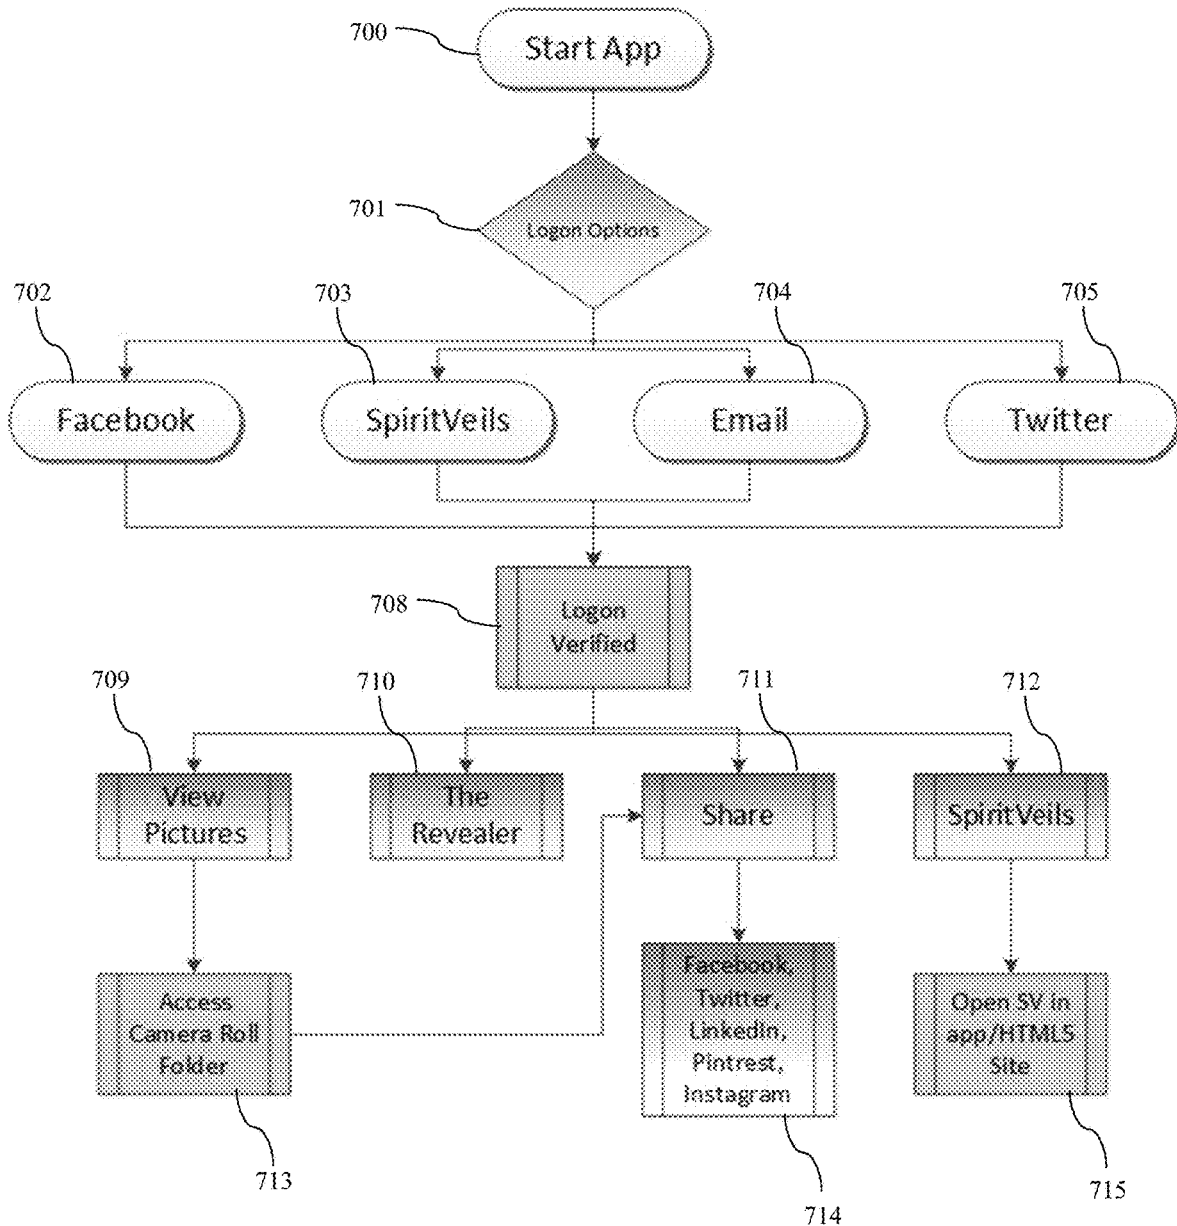 700
Start App
701
Logon Options
702
703
704
705
Facebook
SpiritVeils
Email
Twitter
708
Logon
Verified
709
710
711
712
View
Pictures
The
Revealer
Share
SpiritVeils
Access
Camera Roll
Folder
Facebook,
Twitter,
LinkedIn,
Pintrest,
Instagram
Open SV in
app/HTML5
Site
713
714
715